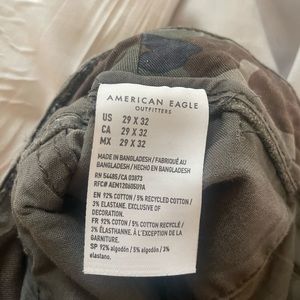 AMERICAN EAGLE
OUTFITTERS
US 29 X 32
CA 29 X 32
MX 29 X 32
MADE IN BANGLADESH / FABRIQUÉ AU
BANGLADESH / HECHO EN BANGLADESH
RN 54485/CA 03873
RFC# AEM1206051I9A
EN 92% COTTON / 5% RECYCLED COTTON /
3% ELASTANE. EXCLUSIVE OF
DECORATION.
FR 92% COTON / 5% COTON RECYCLÉ /
3% ÉLASTHANNE. À L'EXCEPTION DE LA
GARNITURE.
SP 92% algodón / 5% algodón / 3%
elastano.